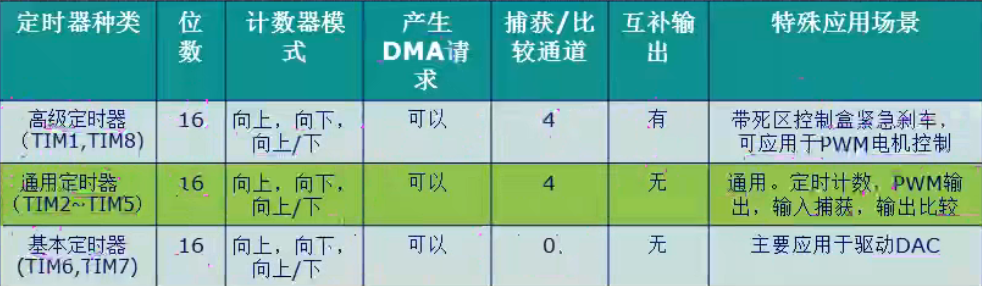 定时器种类 位数 计数器模式 产生DMA请求 捕获/比较通道 互补输出 特殊应用场景
高级定时器（TIM1,TIM8) 16 向上，向下，向上/下 可以 4 有 带死区控制盒紧急刹车，可应用于PWM电机控制
通用定时器（TIM2~TIM5) 16 向上，向下，向上/下 可以 4 无 通用。定时计数，PWM输出，输入捕获，输出比较
基本定时器(TIM6,TIM7) 16 向上，向下，向上/下 可以 0 无 主要应用于驱动DAC